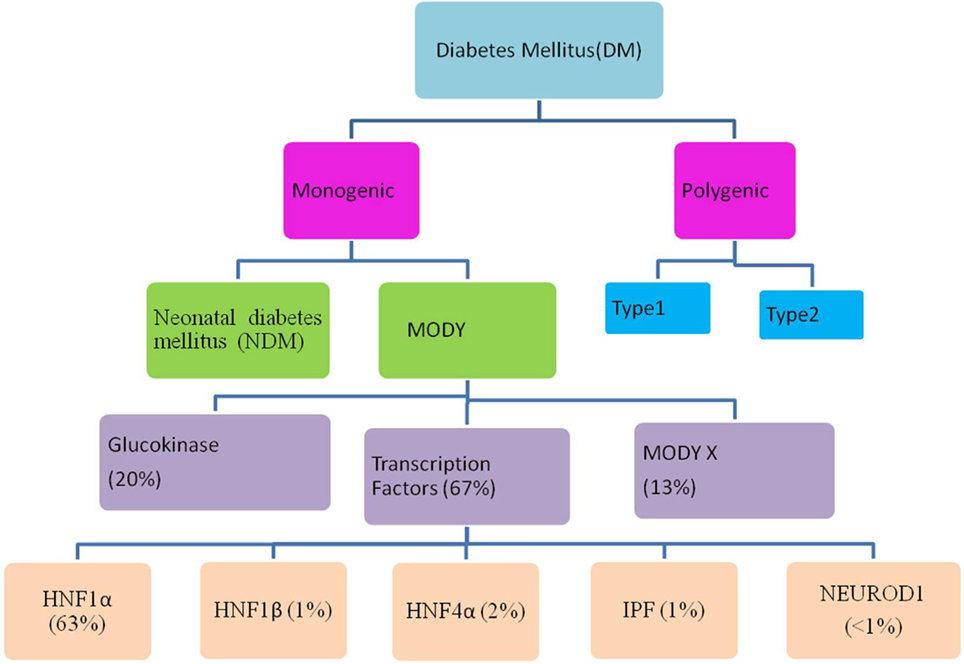 Diabetes Mellitus(DM)
Monogenic
Polygenic
Neonatal diabetes
mellitus (NDM)
MODY
Type1
Type2
Glucokinase
(20%)
Transcription
Factors (67%)
MODY X
(13%)
HNF1α
(63%)
HNF1β (1%)
HNF4α (2%)
IPF (1%)
NEUROD1
(<1%)